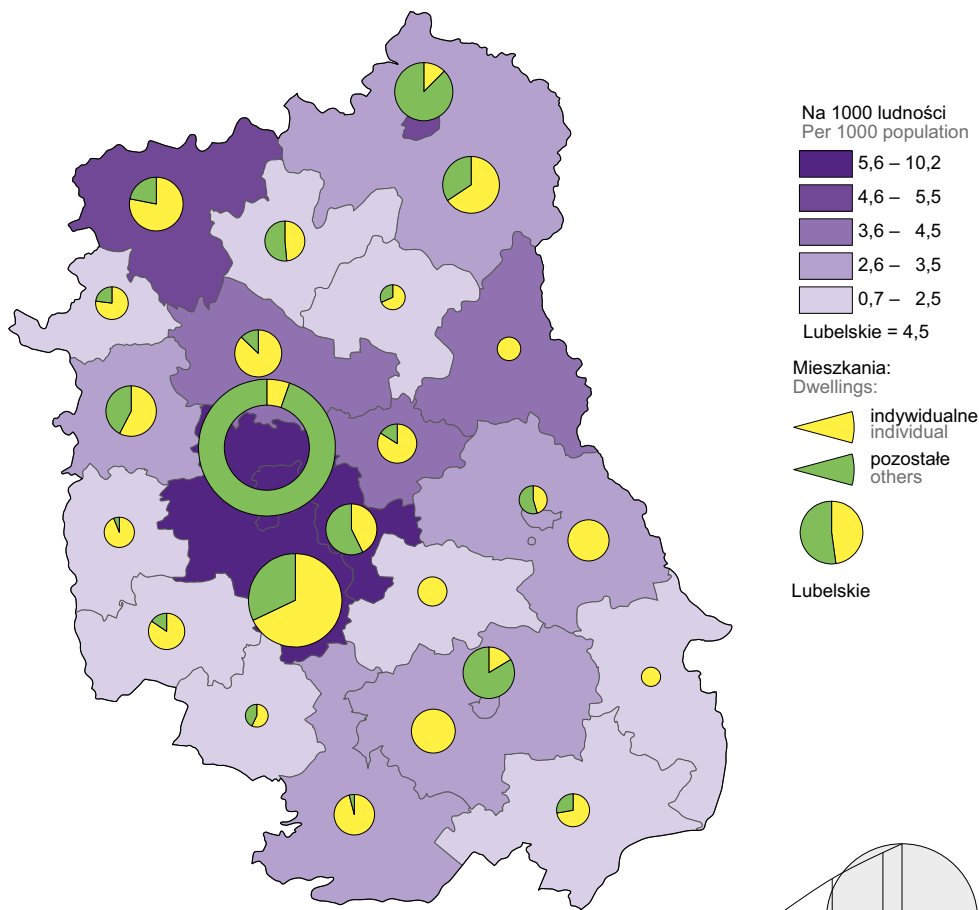 Na 1000 ludności
Per 1000 population
5,6 – 10,2
4,6 – 5,5
3,6 – 4,5
2,6 – 3,5
0,7 – 2,5
Lubelskie = 4,5
Mieszkania:
Dwellings:
indywidualne
individual
pozostałe
others
Lubelskie